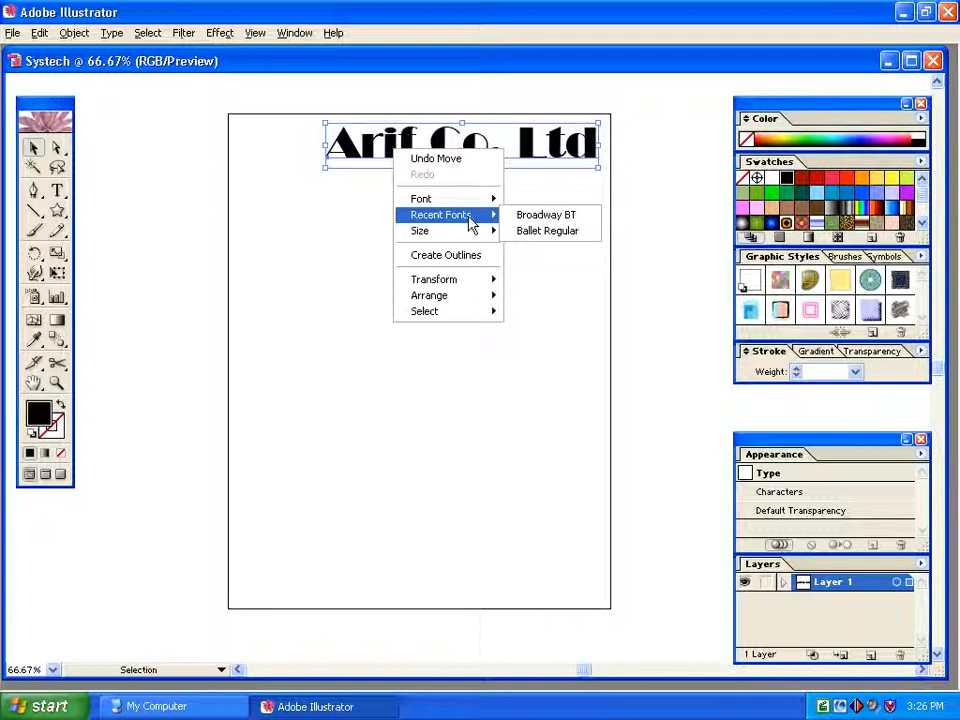 Adobe Illustrator
File Edit Object Type Select Filter Effect View Window Help
Systech @ 66.67% (RGB/Preview)
Arif Co. Ltd
Undo Move
Redo
Font
Recent Fonts
Broadway BT
Size
Ballet Regular
Create Outlines
Transform
Arrange
Select
Color
Swatches
Graphic Styles Brushes Symbols
Stroke Gradient Transparency
Weight:
Appearance
Type
Characters
Default Transparency
Layers
Layer 1
1 Layer
66.67% Selection
start My Computer Adobe Illustrator 3:26 PM